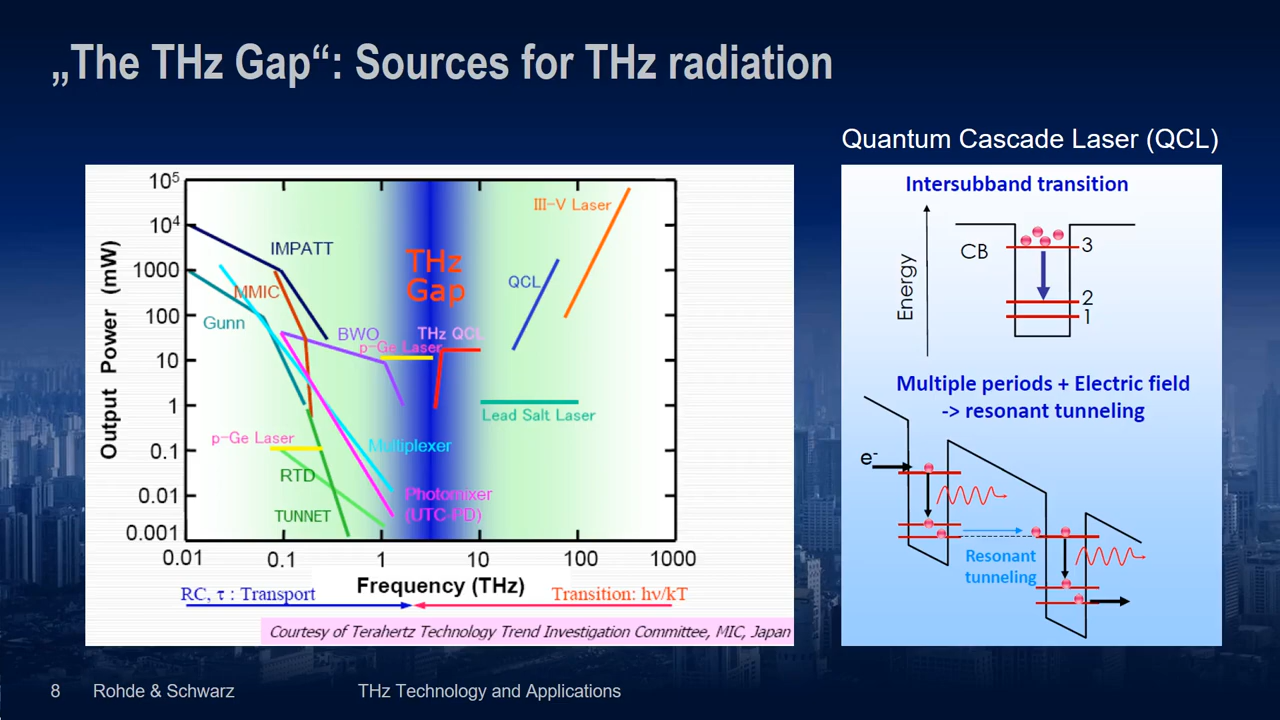 „The THz Gap“: Sources for THz radiation
Quantum Cascade Laser (QCL)
Output Power (mW)
10⁵
10⁴
1000
100
10
1
0.1
0.01
0.001
0.01
0.1
1
10
100
1000
Frequency (THz)
IMPATT
MMIC
Gunn
BWO
p-Ge Laser
THz
Gap
THz QCL
QCL
III-V Laser
Lead Salt Laser
p-Ge Laser
RTD
TUNNET
Multiplexer
Photomixer
(UTC-PD)
RC, τ : Transport
Transition: hν/kT
Courtesy of Terahertz Technology Trend Investigation Committee, MIC, Japan
Intersubband transition
Energy
CB
3
2
1
Multiple periods + Electric field
-> resonant tunneling
e-
Resonant
tunneling
8 Rohde & Schwarz THz Technology and Applications